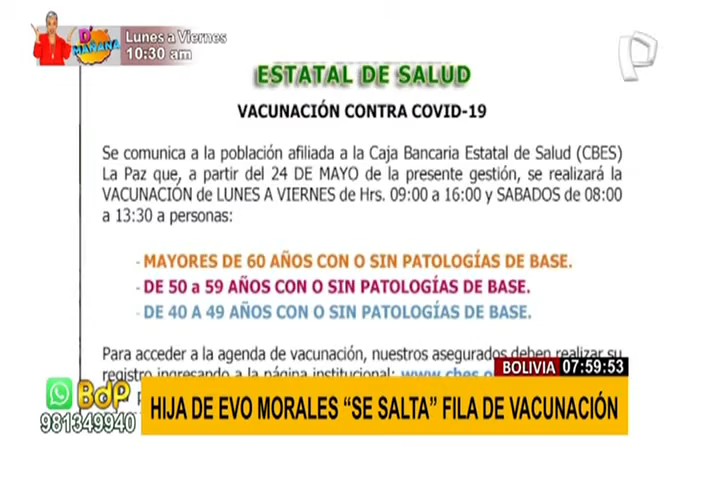 D'
MAÑANA
Lunes a Viernes
10:30 am
ESTATAL DE SALUD
VACUNACIÓN CONTRA COVID-19
Se comunica a la población afiliada a la Caja Bancaria Estatal de Salud (CBES)
La Paz que, a partir del 24 DE MAYO de la presente gestión, se realizará la
VACUNACIÓN de LUNES A VIERNES de Hrs. 09:00 a 16:00 y SABADOS de 08:00
a 13:30 a personas:
- MAYORES DE 60 AÑOS CON O SIN PATOLOGÍAS DE BASE.
- DE 50 a 59 AÑOS CON O SIN PATOLOGÍAS DE BASE.
- DE 40 A 49 AÑOS CON O SIN PATOLOGÍAS DE BASE.
Para acceder a la agenda de vacunación, nuestros asegurados deben realizar su
registro ingresando a la página institucional:
BOLIVIA 07:59:53
BdP
981349940
HIJA DE EVO MORALES "SE SALTA" FILA DE VACUNACIÓN